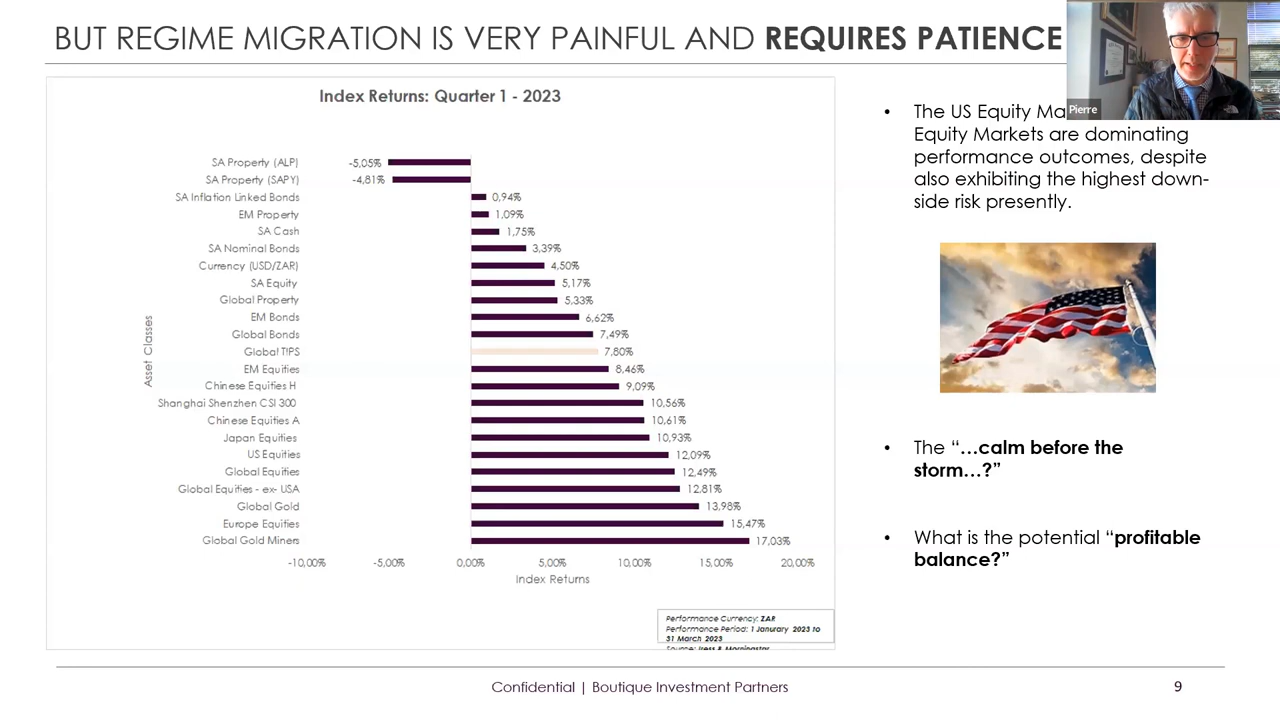 BUT REGIME MIGRATION IS VERY PAINFUL AND REQUIRES PATIENCE
Pierre
Index Returns: Quarter 1 - 2023
SA Property (ALP) -5,05%
SA Property (SAPY) -4,81%
SA Inflation Linked Bonds 0,94%
EM Property 1,09%
SA Cash 1,75%
SA Nominal Bonds 3,39%
Currency (USD/ZAR) 4,50%
SA Equity 5,17%
Global Property 5,33%
EM Bonds 6,62%
Global Bonds 7,49%
Global TIPS 7,80%
EM Equities 8,46%
Chinese Equities H 9,09%
Shanghai Shenzhen CSI 300 10,56%
Chinese Equities A 10,61%
Japan Equities 10,93%
US Equities 12,09%
Global Equities 12,49%
Global Equities - ex- USA 12,81%
Global Gold 13,98%
Europe Equities 15,47%
Global Gold Miners 17,03%
Asset Classes
-10,00% -5,00% 0,00% 5,00% 10,00% 15,00% 20,00%
Index Returns
Performance Currency: ZAR
Performance Period: 1 Janurary 2023 to
31 March 2023
Source: Iress & Morningstar
• The US Equity
Equity Markets are dominating
performance outcomes, despite
also exhibiting the highest down-
side risk presently.
• The “…calm before the
storm…?”
• What is the potential “profitable
balance?”
Confidential | Boutique Investment Partners
9